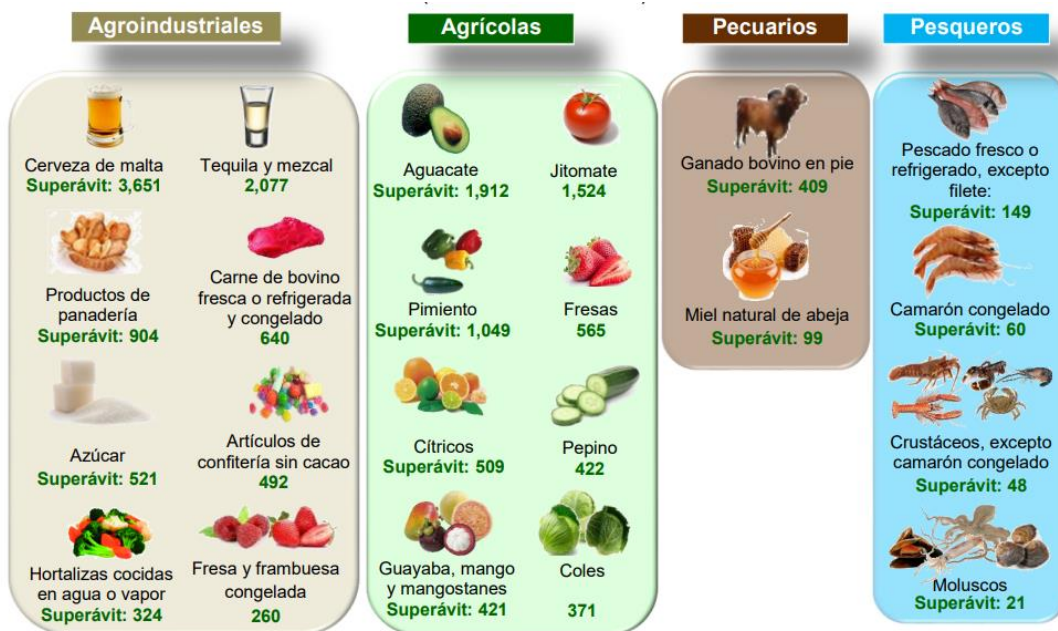 Agroindustriales
Cerveza de malta
Superávit: 3,651
Tequila y mezcal
2,077
Productos de
panadería
Superávit: 904
Carne de bovino
fresca o refrigerada
y congelado
640
Azúcar
Superávit: 521
Artículos de
confitería sin cacao
492
Hortalizas cocidas
en agua o vapor
Superávit: 324
Fresa y frambuesa
congelada
260
Agrícolas
Aguacate
Superávit: 1,912
Jitomate
1,524
Pimiento
Superávit: 1,049
Fresas
565
Cítricos
Superávit: 509
Pepino
422
Guayaba, mango
y mangostanes
Superávit: 421
Coles
371
Pecuarios
Ganado bovino en pie
Superávit: 409
Miel natural de abeja
Superávit: 99
Pesqueros
Pescado fresco o
refrigerado, excepto
filete:
Superávit: 149
Camarón congelado
Superávit: 60
Crustáceos, excepto
camarón congelado
Superávit: 48
Moluscos
Superávit: 21